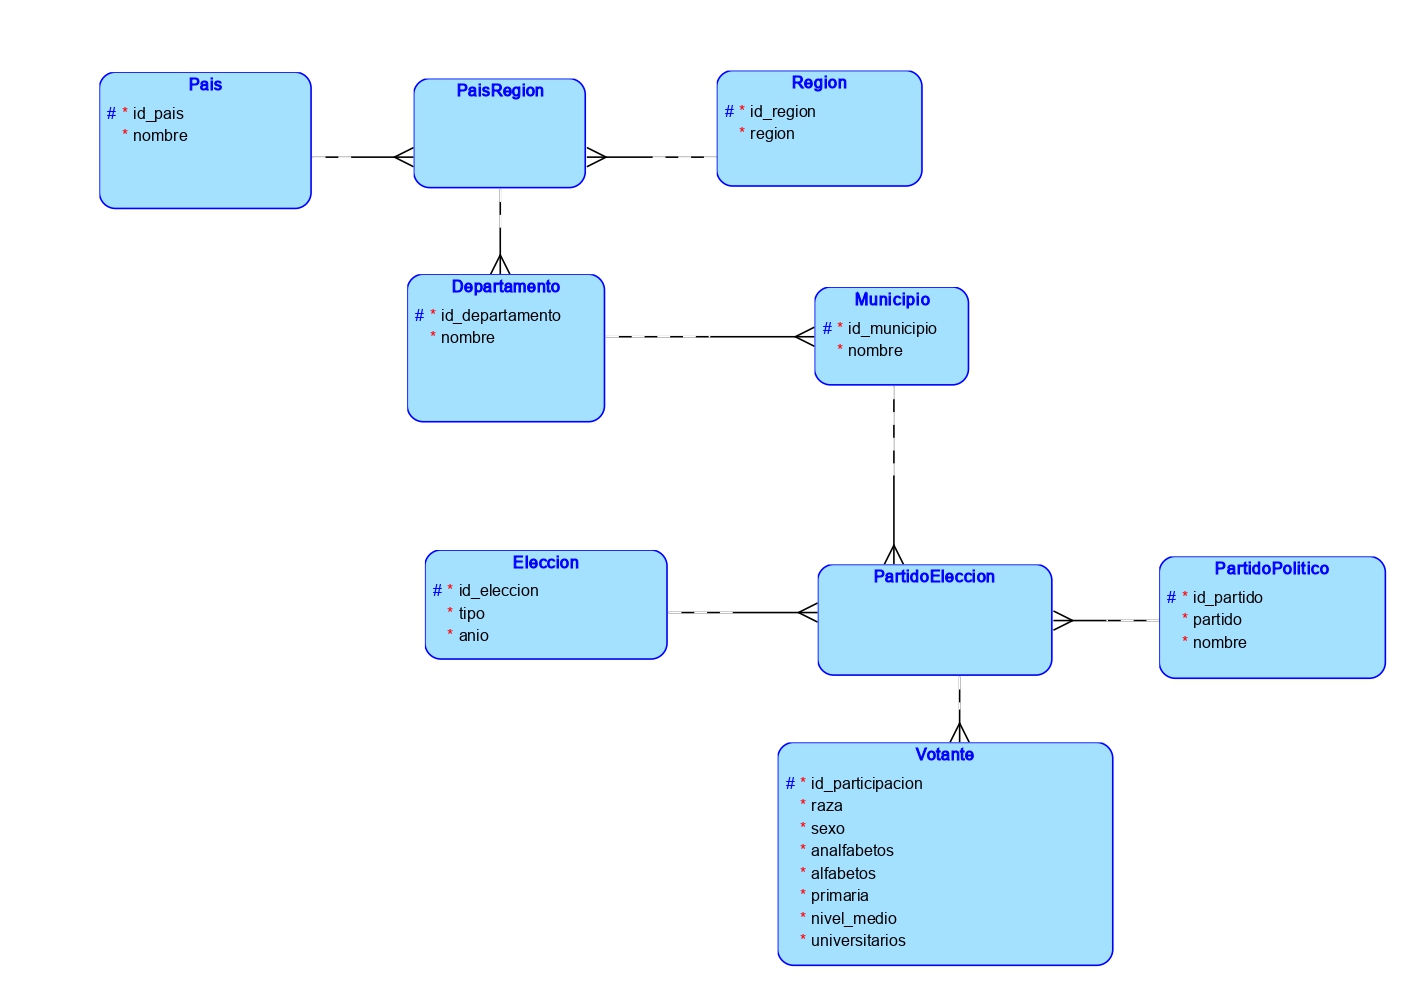 Pais
# * id_pais
* nombre
PaisRegion
Region
# * id_region
* region
Departamento
# * id_departamento
* nombre
Municipio
# * id_municipio
* nombre
Eleccion
# * id_eleccion
* tipo
* anio
PartidoEleccion
PartidoPolitico
# * id_partido
* partido
* nombre
Votante
# * id_participacion
* raza
* sexo
* analfabetos
* alfabetos
* primaria
* nivel_medio
* universitarios